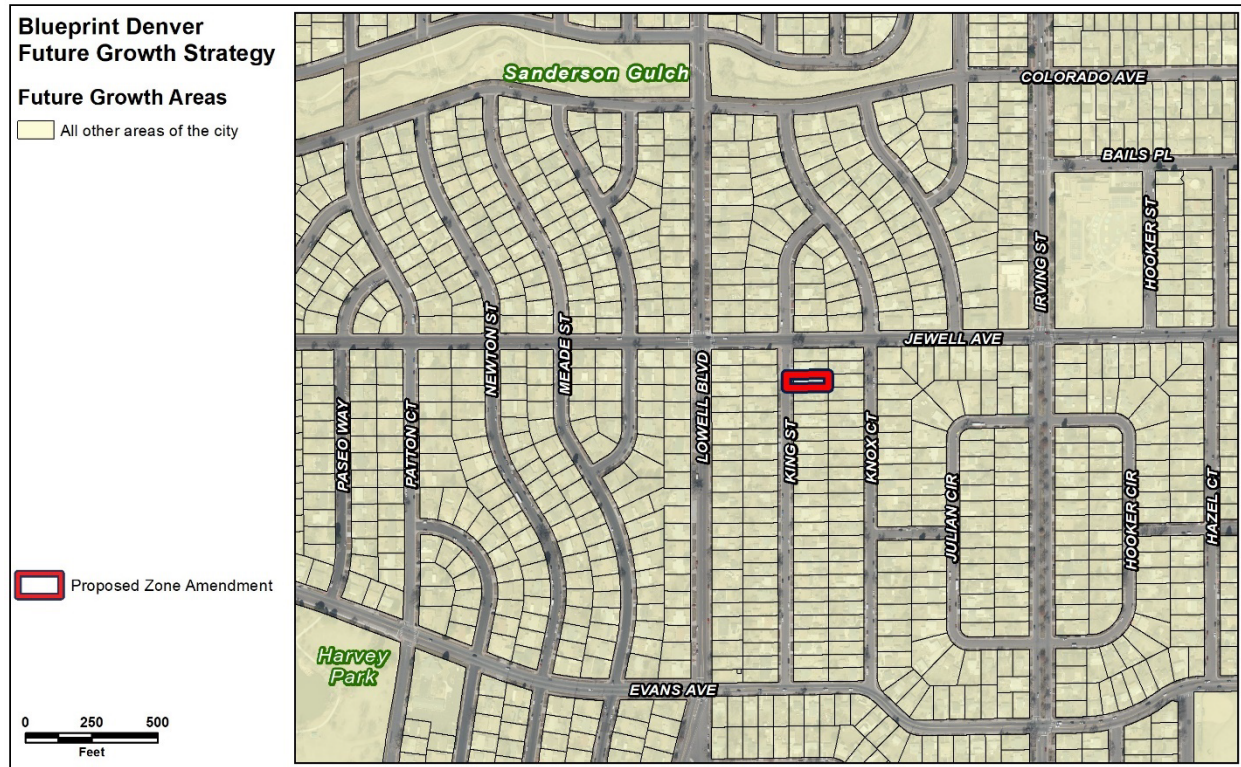 Blueprint Denver
Future Growth Strategy
Future Growth Areas
All other areas of the city
Proposed Zone Amendment
0 250 500
Feet
Sanderson Gulch
COLORADO AVE
BAILS PL
HOOKER ST
IRVING ST
NEWTON ST
MEADE ST
JEWELL AVE
LOWELL BLVD
PASEO WAY
PATTON CT
KING ST
KNOX CT
JULIAN CIR
HOOKER CIR
HAZEL CT
Harvey
Park
EVANS AVE